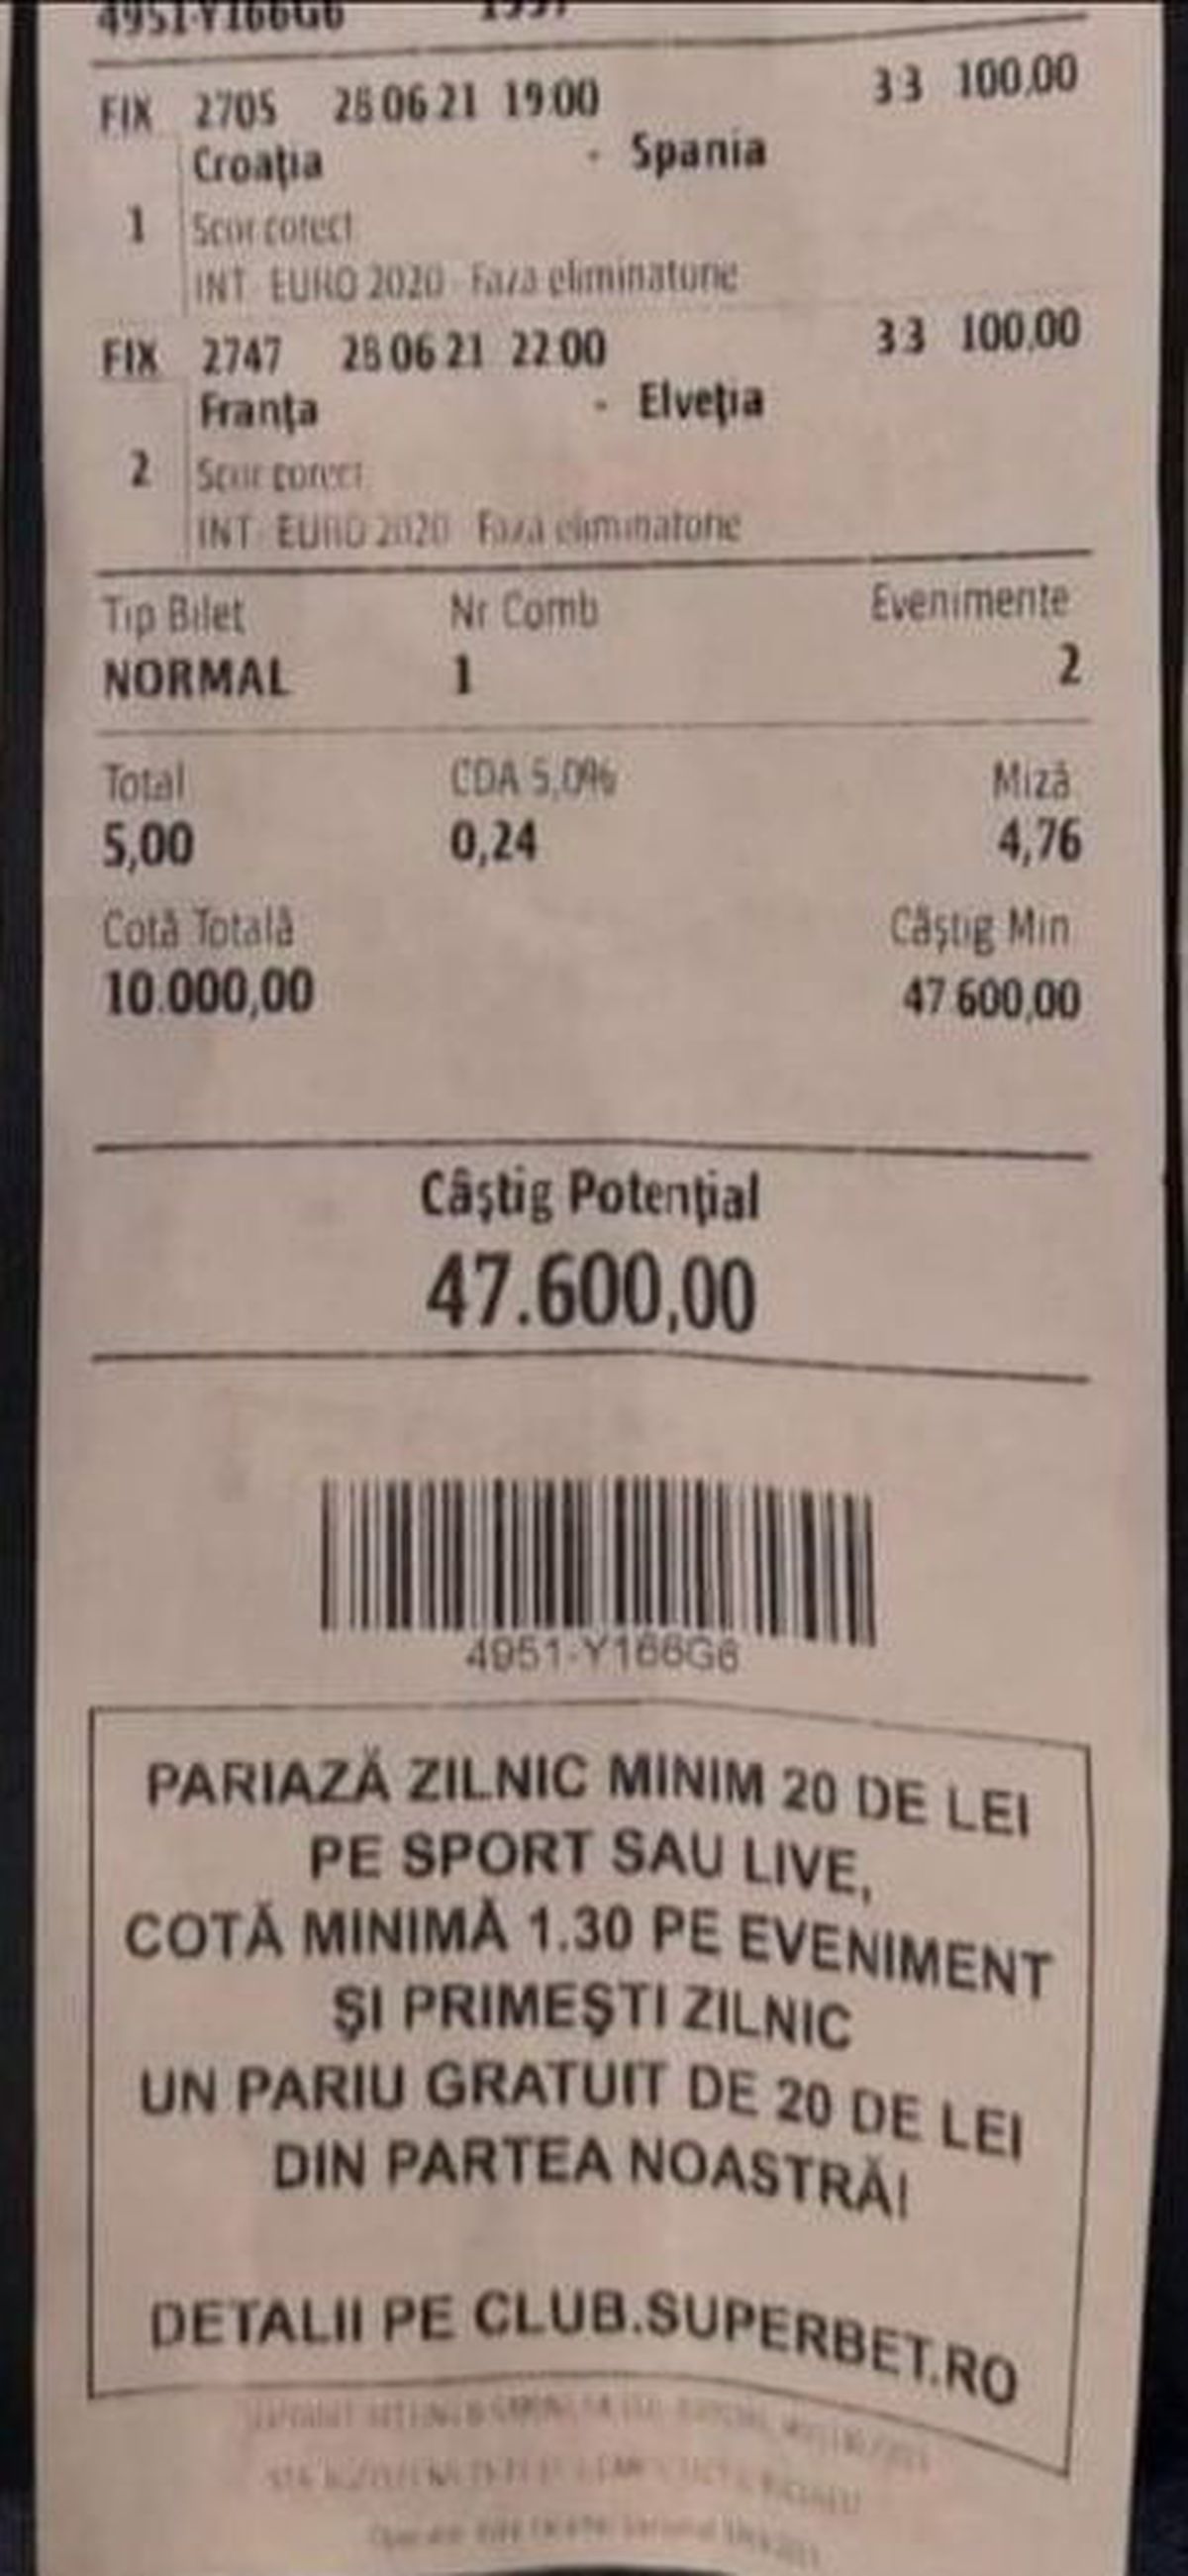 4951-Y166G6 1997
FIX 2705 28 06 21 19 00 3 3 100,00
Croaţia - Spania
1 Scor corect
INT EURO 2020 Faza eliminatorie
FIX 2747 28 06 21 22 00 3 3 100,00
Franţa - Elveţia
2 Scor corect
INT EURO 2020 Faza eliminatorie
Tip Bilet Nr Comb Evenimente
NORMAL 1 2
Total CDA 5,0% Miză
5,00 0,24 4,76
Cotă Totală Câştig Min
10.000,00 47 600,00
Câştig Potenţial
47.600,00
4951-Y166G6
PARIAZĂ ZILNIC MINIM 20 DE LEI
PE SPORT SAU LIVE,
COTĂ MINIMĂ 1.30 PE EVENIMENT
ŞI PRIMEŞTI ZILNIC
UN PARIU GRATUIT DE 20 DE LEI
DIN PARTEA NOASTRĂ!
DETALII PE CLUB.SUPERBET.RO